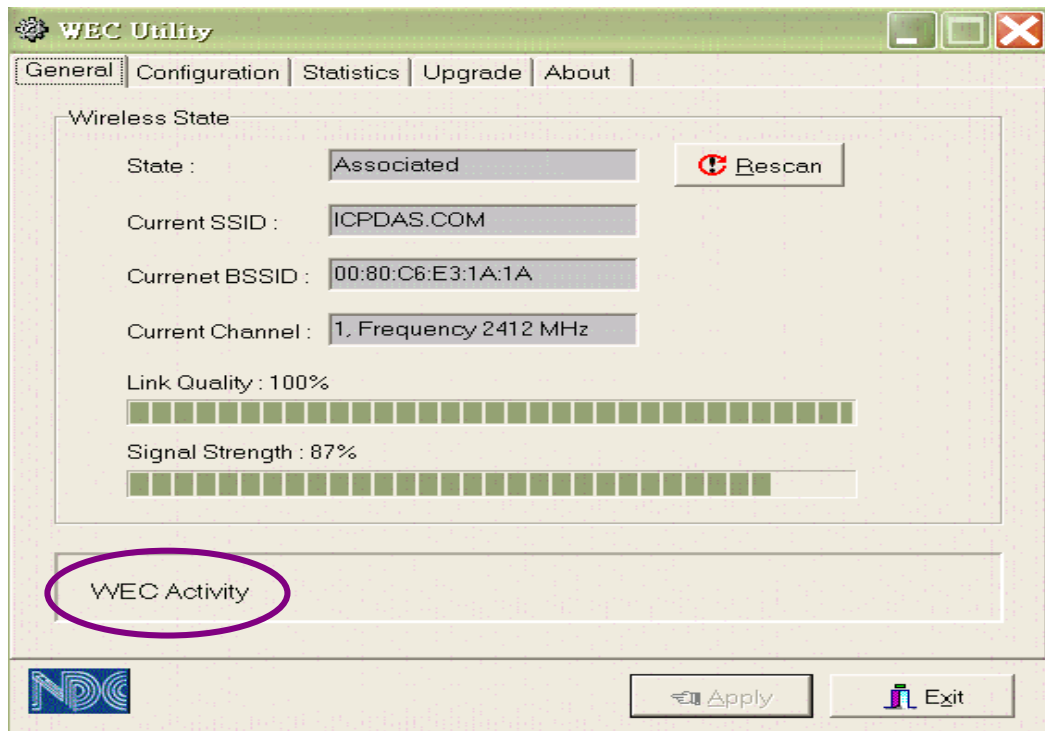 WEC Utility
General Configuration Statistics Upgrade About
Wireless State
State : Associated Rescan
Current SSID : ICPDAS.COM
Currenet BSSID : 00:80:C6:E3:1A:1A
Current Channel : 1, Frequency 2412 MHz
Link Quality : 100%
Signal Strength : 87%
WEC Activity
NDC Apply Exit